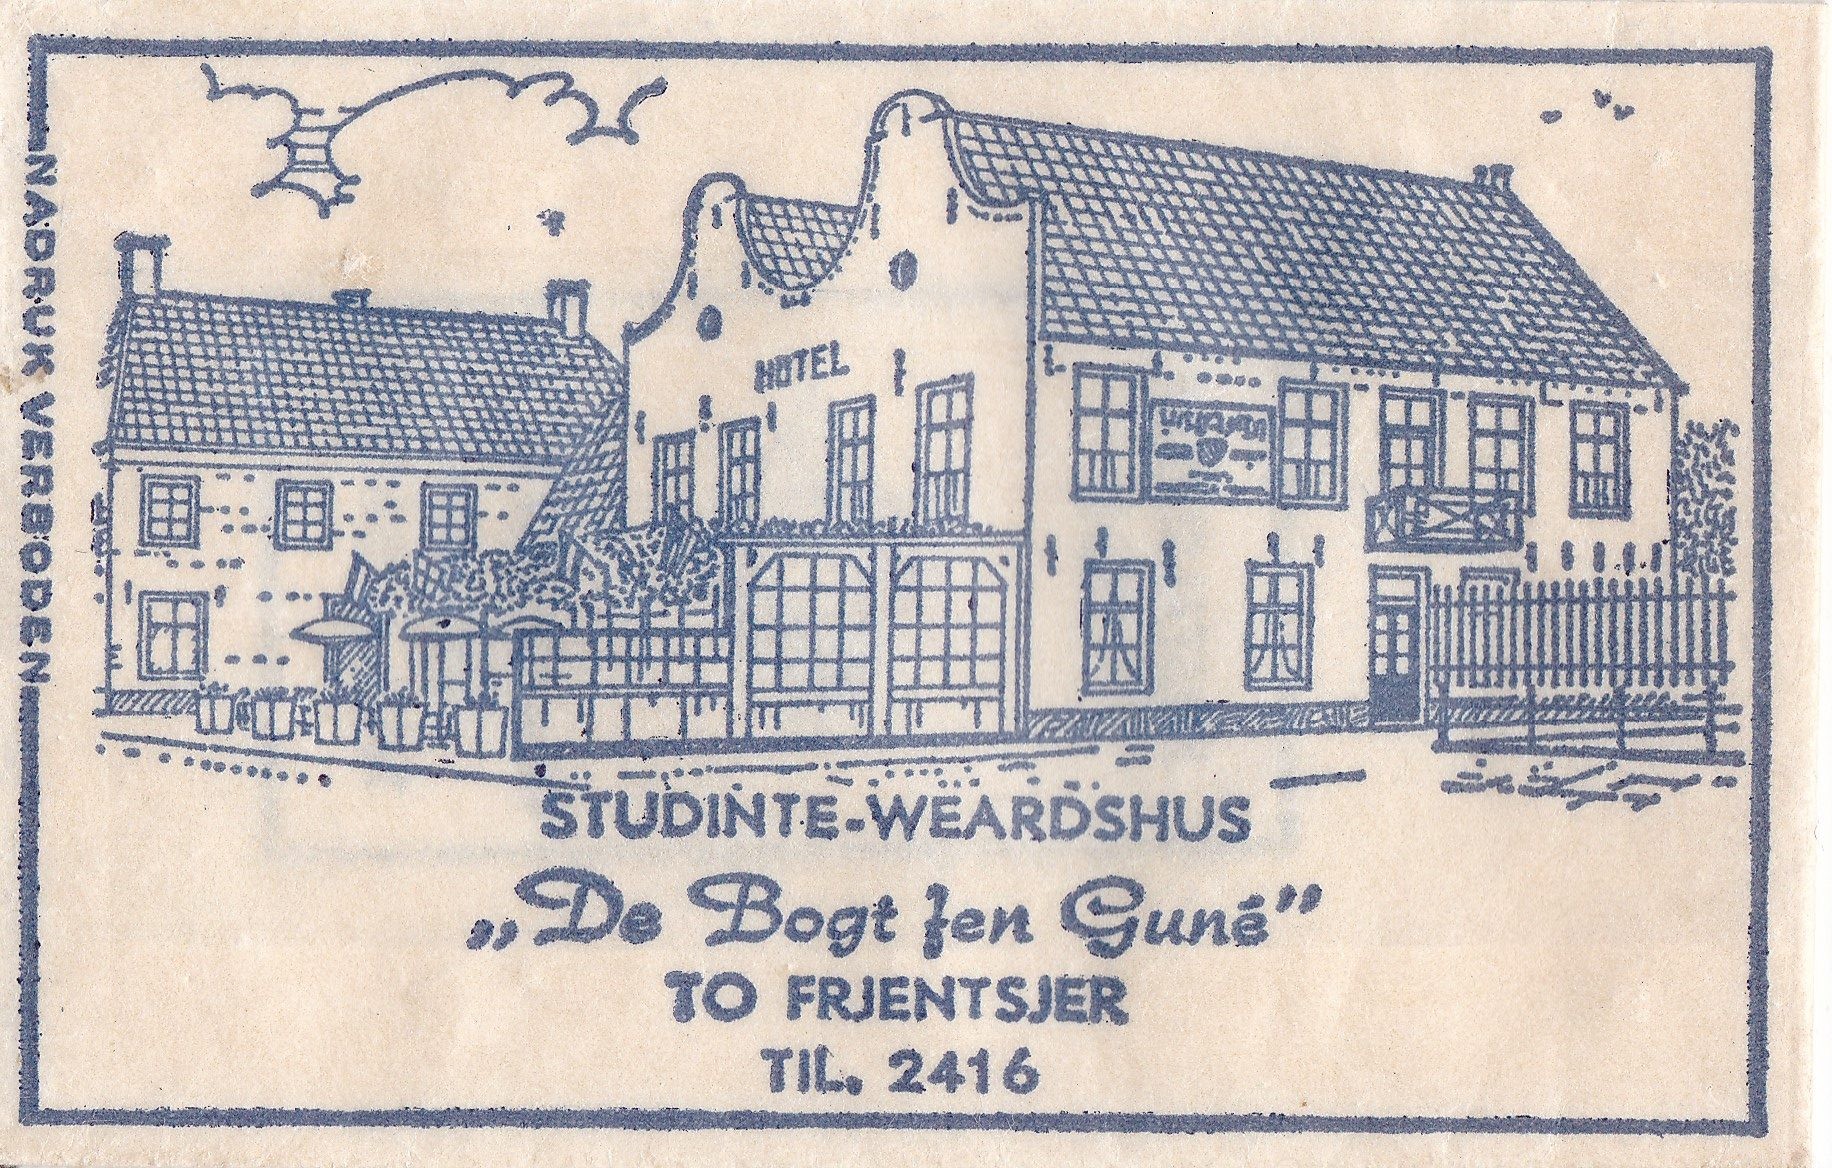 NADRUK VERBODEN
HOTEL
STUDINTE-WEARDSHUS
„De Bogt fen Guné”
TO FRJENTSJER
TIL. 2416